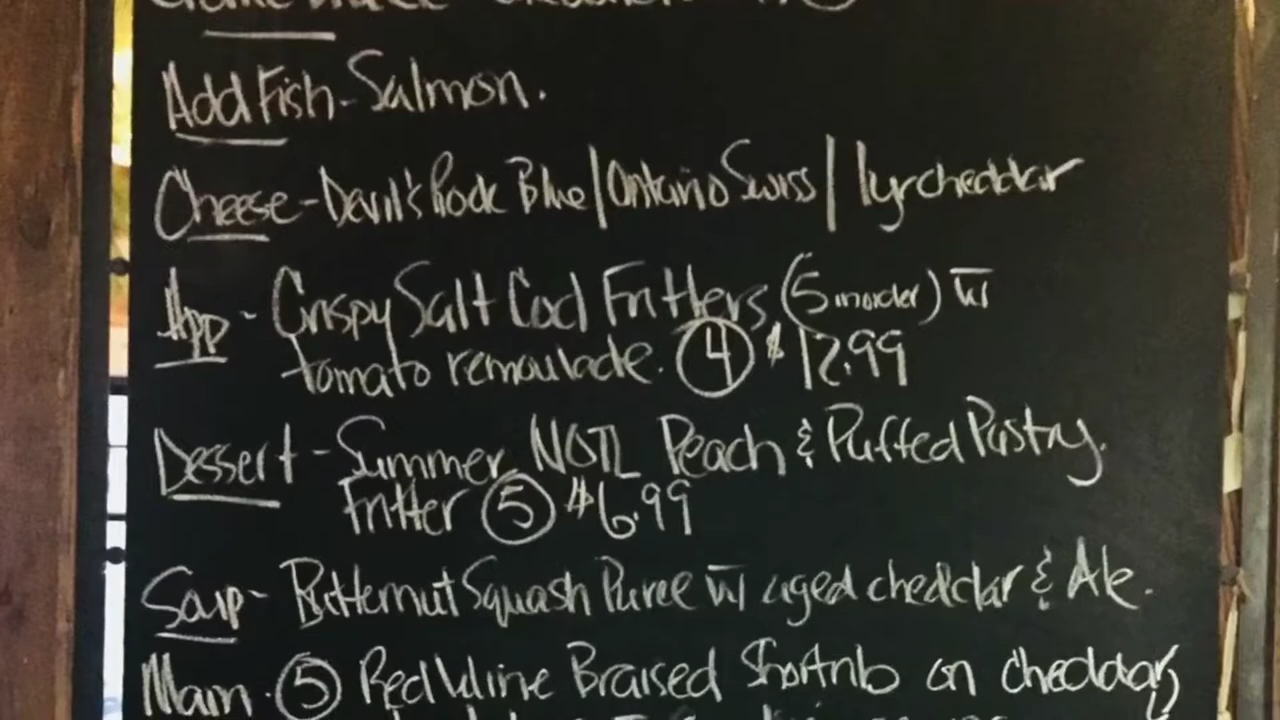 Add Fish - Salmon.
Cheese - Devil's Rock Blue | Ontario Swiss | 1yr cheddar
App - Crispy Salt Cod Fritters (5 in order) w/
tomato remoulade. 4 $12.99
Dessert - Summer NOTL Peach & Puffed Pastry.
Fritter 5 $6.99
Soup - Butternut Squash Puree w/ aged cheddar & Ale.
Main. 5 Red Wine Braised Shortrib on cheddar,